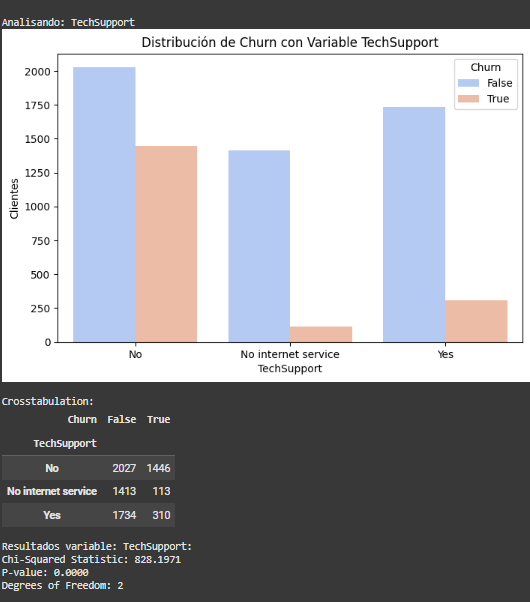 Analisando: TechSupport
Distribución de Churn con Variable TechSupport
Churn
False
True
Clientes
2000
1750
1500
1250
1000
750
500
250
0
No
No internet service
Yes
TechSupport
Crosstabulation:
Churn False True
TechSupport
No 2027 1446
No internet service 1413 113
Yes 1734 310
Resultados variable: TechSupport:
Chi-Squared Statistic: 828.1971
P-value: 0.0000
Degrees of Freedom: 2